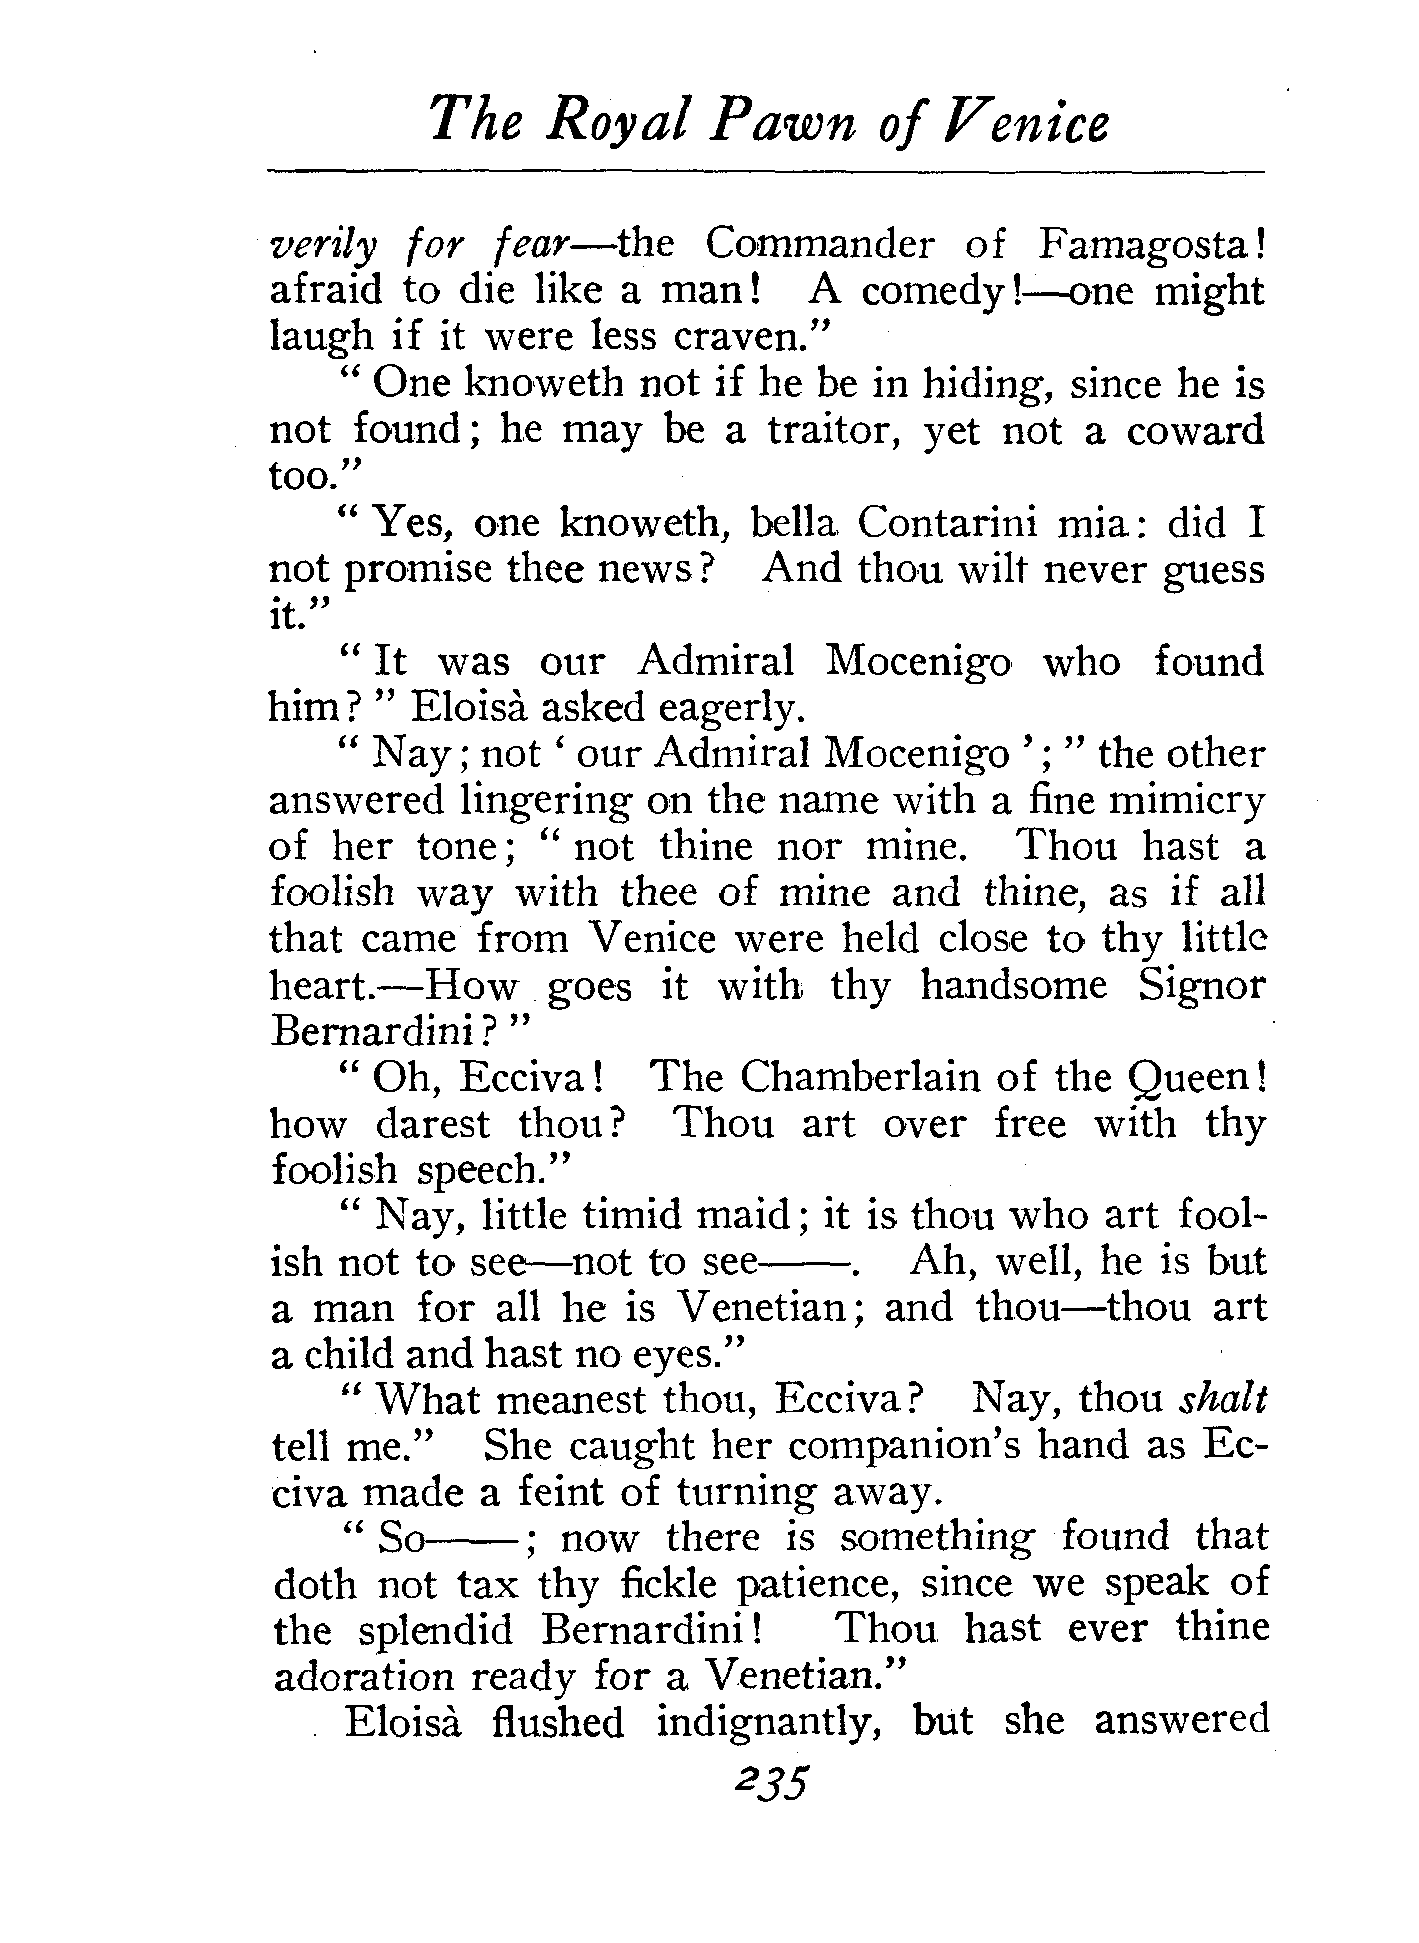 The Royal Pawn of Venice
verily for fear—the Commander of Famagosta!
afraid to die like a man! A comedy!—one might
laugh if it were less craven."
" One knoweth not if he be in hiding, since he is
not found; he may be a traitor, yet not a coward
too."
" Yes, one knoweth, bella Contarini mia: did I
not promise thee news? And thou wilt never guess
it."
" It was our Admiral Mocenigo who found
him? " Eloisà asked eagerly.
" Nay; not ' our Admiral Mocenigo '; " the other
answered lingering on the name with a fine mimicry
of her tone; " not thine nor mine. Thou hast a
foolish way with thee of mine and thine, as if all
that came from Venice were held close to thy little
heart.—How goes it with thy handsome Signor
Bernardini? "
" Oh, Ecciva! The Chamberlain of the Queen!
how darest thou? Thou art over free with thy
foolish speech."
" Nay, little timid maid; it is thou who art fool-
ish not to see—not to see——. Ah, well, he is but
a man for all he is Venetian; and thou—thou art
a child and hast no eyes."
" What meanest thou, Ecciva? Nay, thou shalt
tell me." She caught her companion's hand as Ec-
civa made a feint of turning away.
" So——; now there is something found that
doth not tax thy fickle patience, since we speak of
the splendid Bernardini! Thou hast ever thine
adoration ready for a Venetian."
Eloisà flushed indignantly, but she answered
235